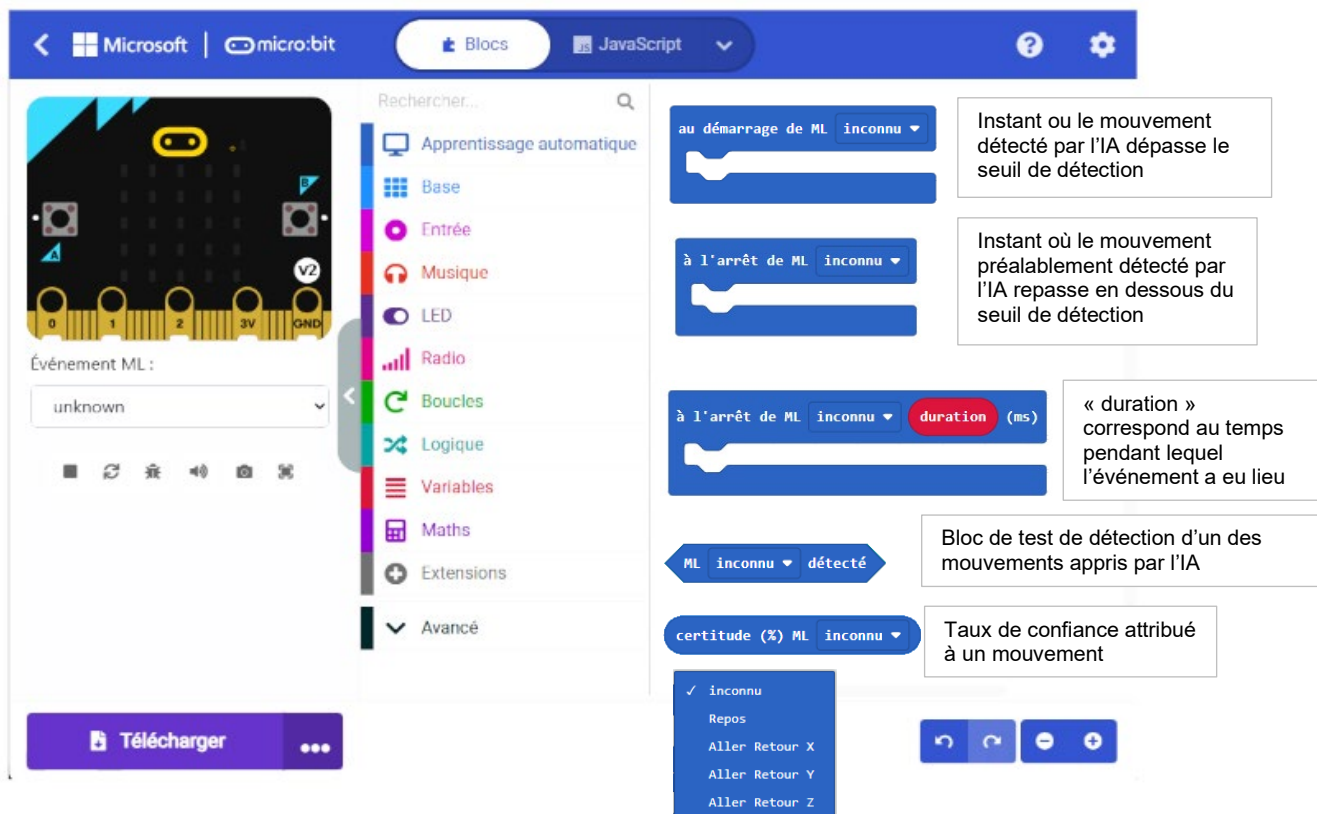 Microsoft | micro:bit
Blocs
JavaScript
Rechercher...
Apprentissage automatique
Base
Entrée
Musique
LED
Radio
Boucles
Logique
Variables
Maths
Extensions
Avancé
A
B
V2
0 1 2 3V GND
Événement ML :
unknown
Télécharger
au démarrage de ML inconnu
Instant ou le mouvement
détecté par l'IA dépasse le
seuil de détection
à l'arrêt de ML inconnu
Instant où le mouvement
préalablement détecté par
l'IA repasse en dessous du
seuil de détection
à l'arrêt de ML inconnu duration (ms)
« duration »
correspond au temps
pendant lequel
l'événement a eu lieu
ML inconnu détecté
Bloc de test de détection d'un des
mouvements appris par l'IA
certitude (%) ML inconnu
Taux de confiance attribué
à un mouvement
✓ inconnu
Repos
Aller Retour X
Aller Retour Y
Aller Retour Z